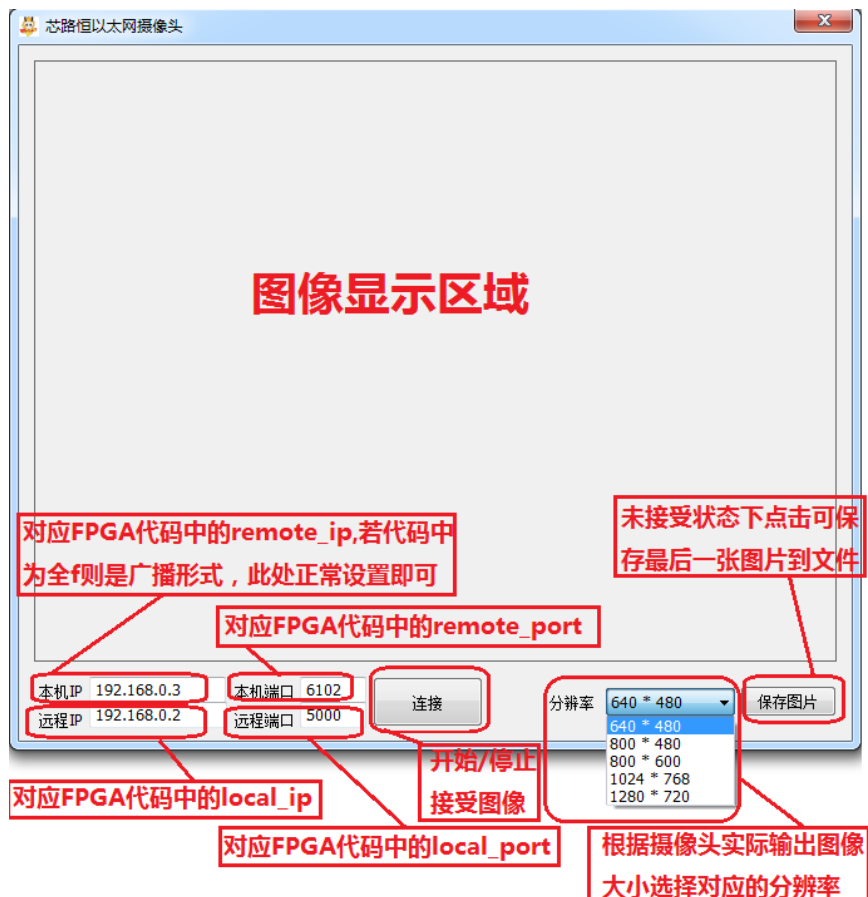 芯路恒以太网摄像头
图像显示区域
对应FPGA代码中的remote_ip,若代码中
为全f则是广播形式，此处正常设置即可
未接受状态下点击可保
存最后一张图片到文件
对应FPGA代码中的remote_port
本机IP 192.168.0.3 本机端口 6102
远程IP 192.168.0.2 远程端口 5000
连接
分辨率 640 * 480 保存图片
640 * 480
800 * 480
800 * 600
1024 * 768
1280 * 720
开始/停止
接受图像
对应FPGA代码中的local_ip
对应FPGA代码中的local_port
根据摄像头实际输出图像
大小选择对应的分辨率